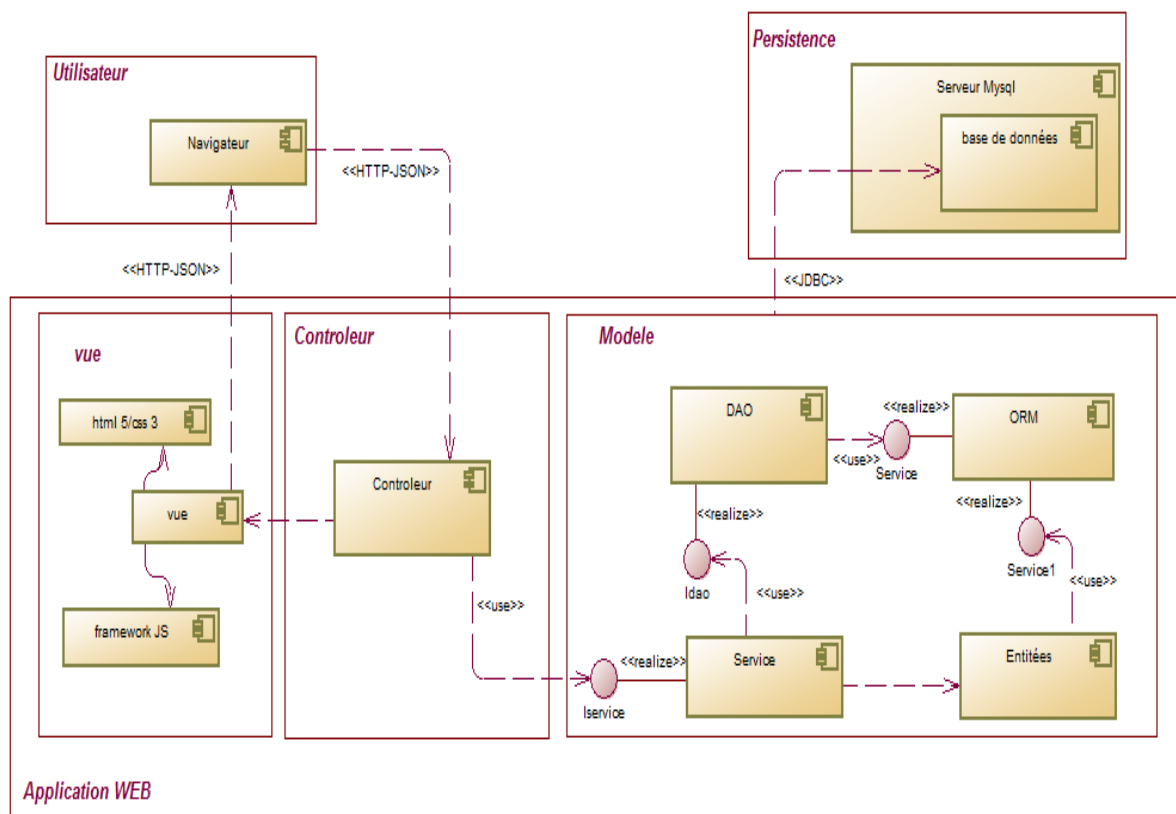 Persistence
Utilisateur
Serveur Mysql
Navigateur
base de données
<<HTTP-JSON>>
<<HTTP-JSON>>
<<JDBC>>
vue
Controleur
Modele
html 5/css 3
DAO
<<realize>>
ORM
<<use>>
Service
Controleur
vue
<<realize>>
<<realize>>
Service1
Idao
<<use>>
<<use>>
<<use>>
framework JS
<<realize>>
Service
Entitées
Iservice
Application WEB